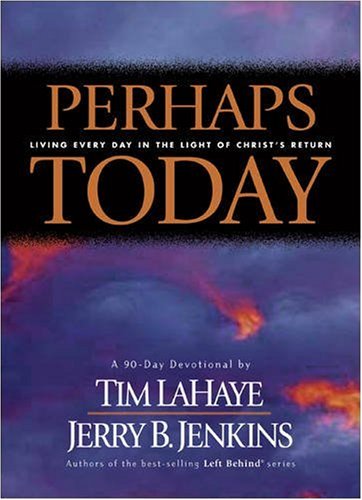 PERHAPS
LIVING EVERY DAY IN THE LIGHT OF CHRIST'S RETURN
TODAY
A 90-Day Devotional by
TIM LAHAYE
JERRY B. JENKINS
Authors of the best-selling Left Behind® series